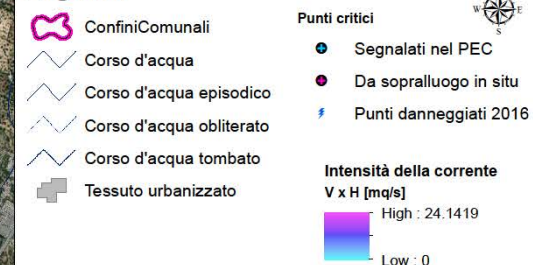 ConfiniComunali
Corso d'acqua
Corso d'acqua episodico
Corso d'acqua obliterato
Corso d'acqua tombato
Tessuto urbanizzato
W E
S
Punti critici
Segnalati nel PEC
Da sopralluogo in situ
Punti danneggiati 2016
Intensità della corrente
V x H [mq/s]
High : 24.1419
Low : 0